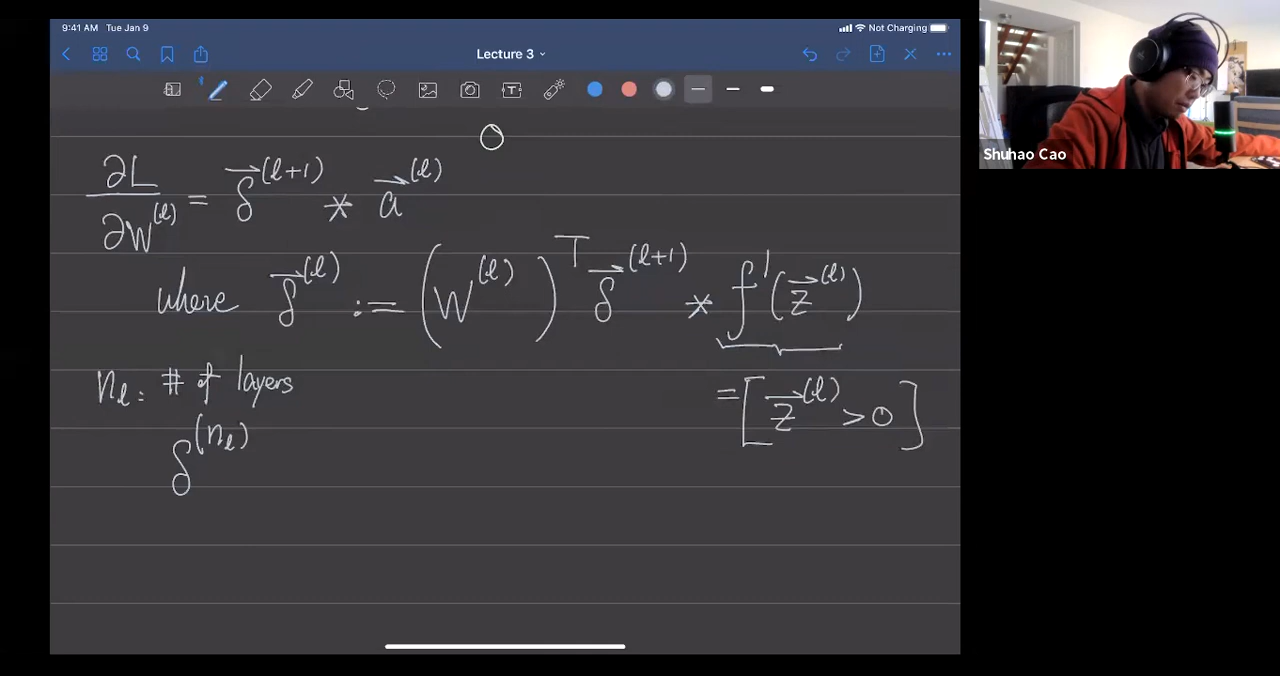 9:41 AM Tue Jan 9
Not Charging
Lecture 3
T
∂L/∂W^(l) = δ⃗^(l+1) * a⃗^(l)
where δ⃗^(l) := (W^(l))^T δ⃗^(l+1) * f'(z⃗^(l))
= [z⃗^(l) > 0]
n_l: # of layers
δ^(n_l)
Shuhao Cao